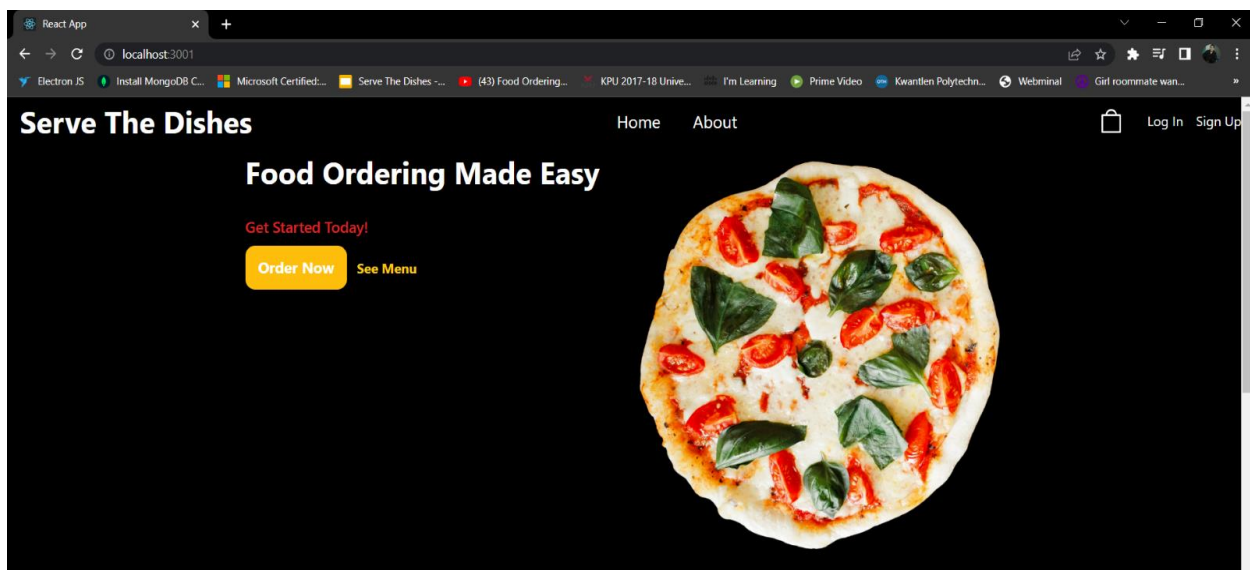 React App
localhost:3001
Electron JS Install MongoDB C... Microsoft Certified:... Serve The Dishes -... (43) Food Ordering... KPU 2017-18 Unive... I'm Learning Prime Video Kwantlen Polytechn... Webminal Girl roommate wan... »
Serve The Dishes Home About Log In Sign Up
Food Ordering Made Easy
Get Started Today!
Order Now See Menu